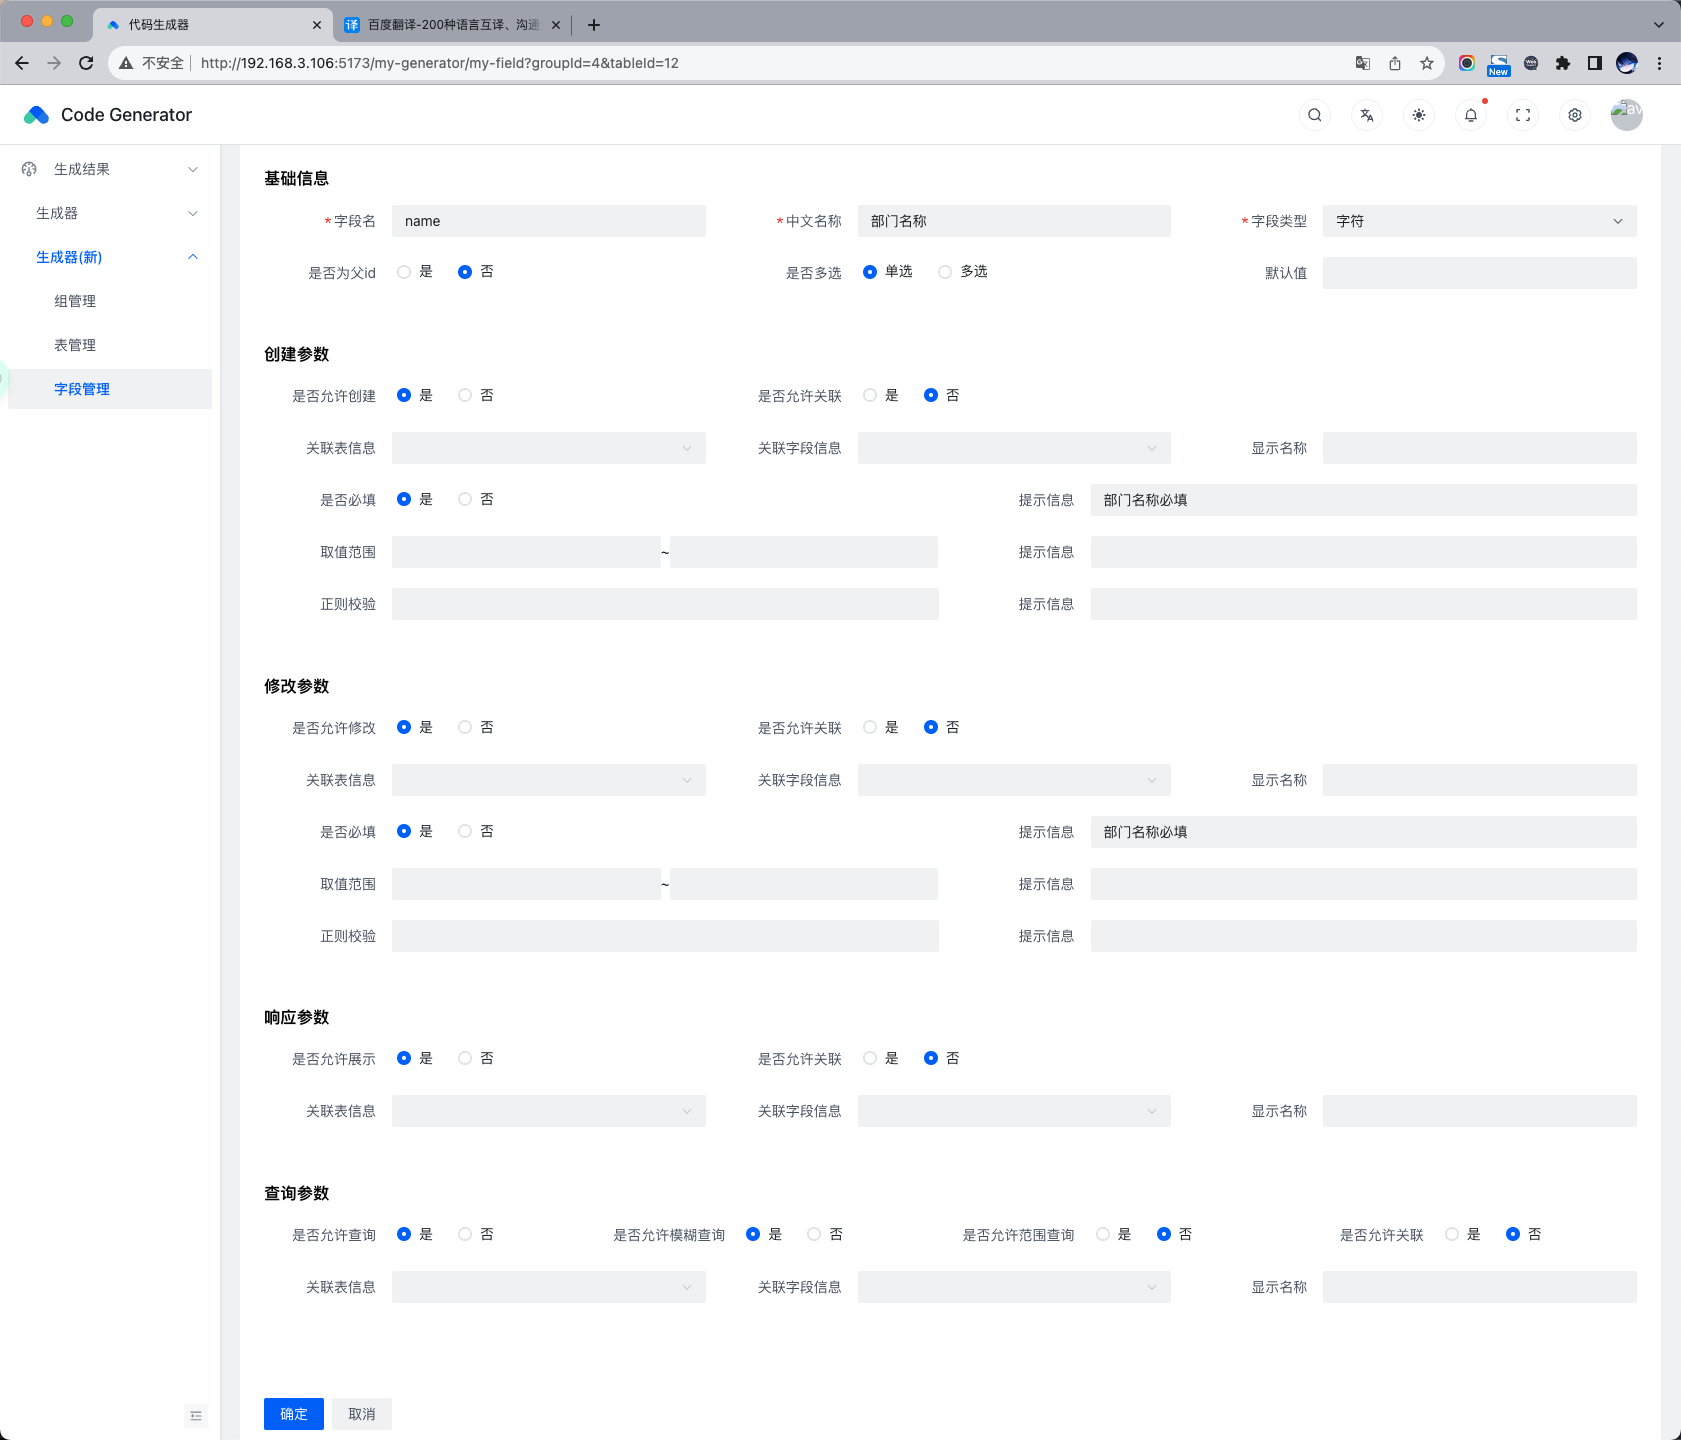 代码生成器
百度翻译-200种语言互译、沟通
不安全 http://192.168.3.106:5173/my-generator/my-field?groupId=4&tableId=12
New
Code Generator
生成结果
生成器
生成器(新)
组管理
表管理
字段管理
基础信息
*字段名 name *中文名称 部门名称 *字段类型 字符
是否为父id 是 否 是否多选 单选 多选 默认值
创建参数
是否允许创建 是 否 是否允许关联 是 否
关联表信息 关联字段信息 显示名称
是否必填 是 否 提示信息 部门名称必填
取值范围 ~ 提示信息
正则校验 提示信息
修改参数
是否允许修改 是 否 是否允许关联 是 否
关联表信息 关联字段信息 显示名称
是否必填 是 否 提示信息 部门名称必填
取值范围 ~ 提示信息
正则校验 提示信息
响应参数
是否允许展示 是 否 是否允许关联 是 否
关联表信息 关联字段信息 显示名称
查询参数
是否允许查询 是 否 是否允许模糊查询 是 否 是否允许范围查询 是 否 是否允许关联 是 否
关联表信息 关联字段信息 显示名称
确定 取消